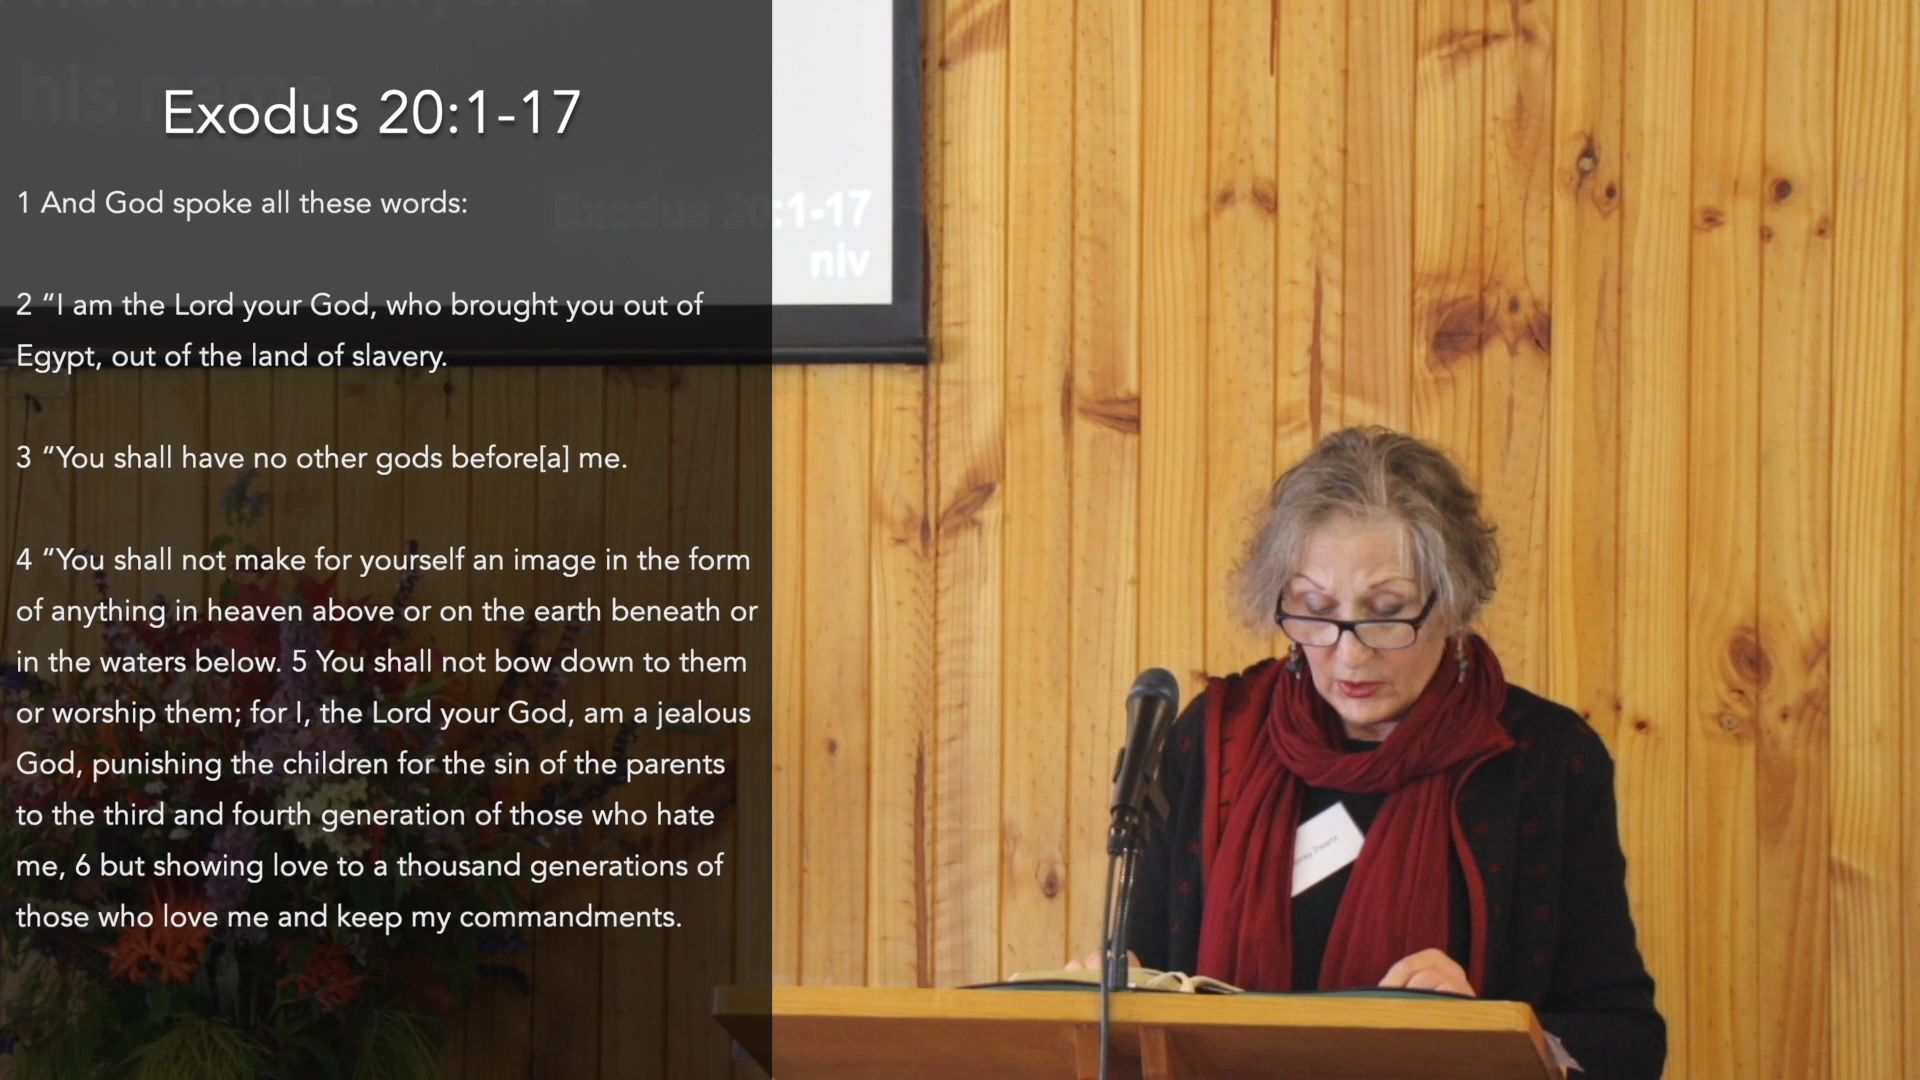 his name
Exodus 20:1-17
1 And God spoke all these words:
Exodus 20:1-17
niv
2 “I am the Lord your God, who brought you out of
Egypt, out of the land of slavery.
3 “You shall have no other gods before[a] me.
4 “You shall not make for yourself an image in the form
of anything in heaven above or on the earth beneath or
in the waters below. 5 You shall not bow down to them
or worship them; for I, the Lord your God, am a jealous
God, punishing the children for the sin of the parents
to the third and fourth generation of those who hate
me, 6 but showing love to a thousand generations of
those who love me and keep my commandments.